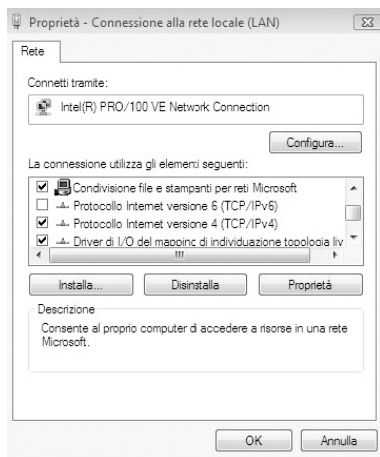 Proprietà - Connessione alla rete locale (LAN)
Rete
Connetti tramite:
Intel(R) PRO/100 VE Network Connection
Configura...
La connessione utilizza gli elementi seguenti:
Condivisione file e stampanti per reti Microsoft
Protocollo Internet versione 6 (TCP/IPv6)
Protocollo Internet versione 4 (TCP/IPv4)
Driver di I/O del mapping di individuazione topologia liv
Installa... Disinstalla Proprietà
Descrizione
Consente al proprio computer di accedere a risorse in una rete
Microsoft.
OK Annulla